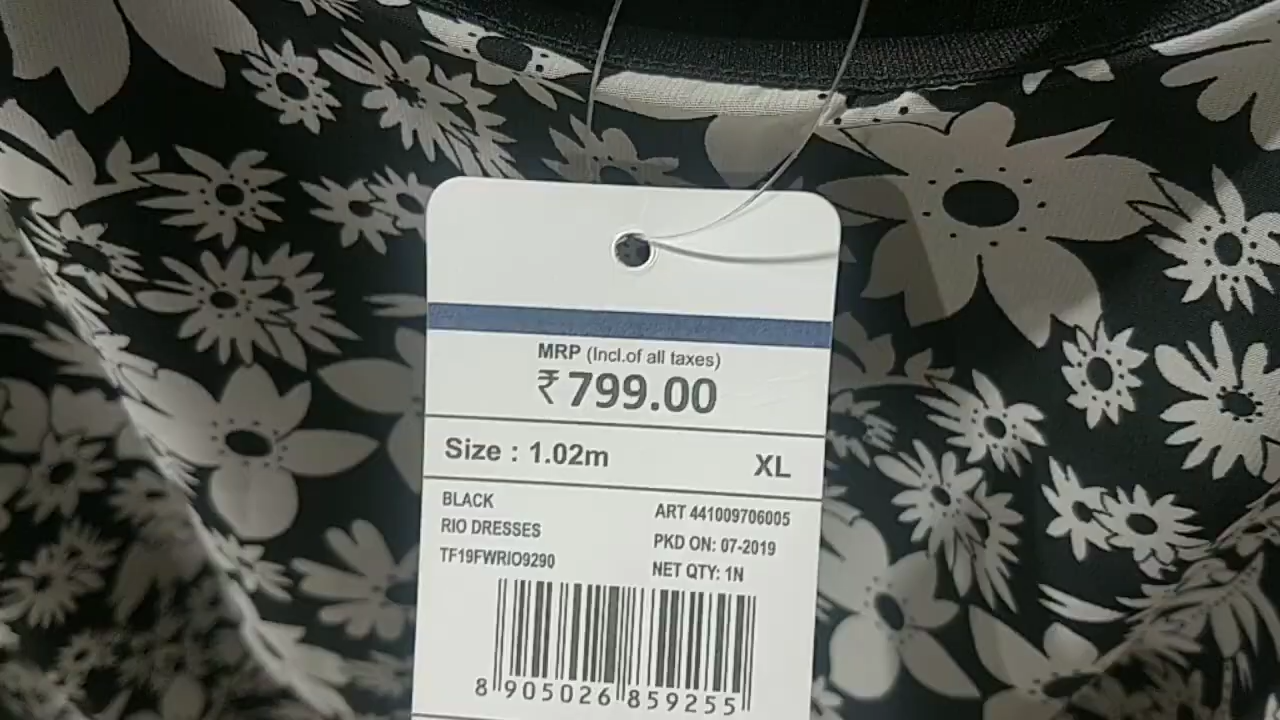 MRP (Incl.of all taxes)
₹799.00
Size : 1.02m XL
BLACK
RIO DRESSES
TF19FWRIO9290
ART 441009706005
PKD ON: 07-2019
NET QTY: 1N
8 905026 859255